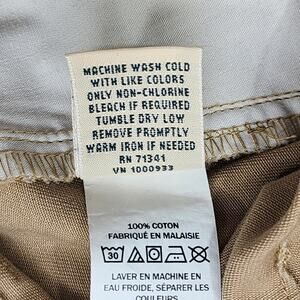 MACHINE WASH COLD
WITH LIKE COLORS
ONLY NON-CHLORINE
BLEACH IF REQUIRED
TUMBLE DRY LOW
REMOVE PROMPTLY
WARM IRON IF NEEDED
RN 71341
VN 1000933
100% COTON
FABRIQUÉ EN MALAISIE
30
LAVER EN MACHINE EN
EAU FROIDE, SÉPARER LES
COULEURS